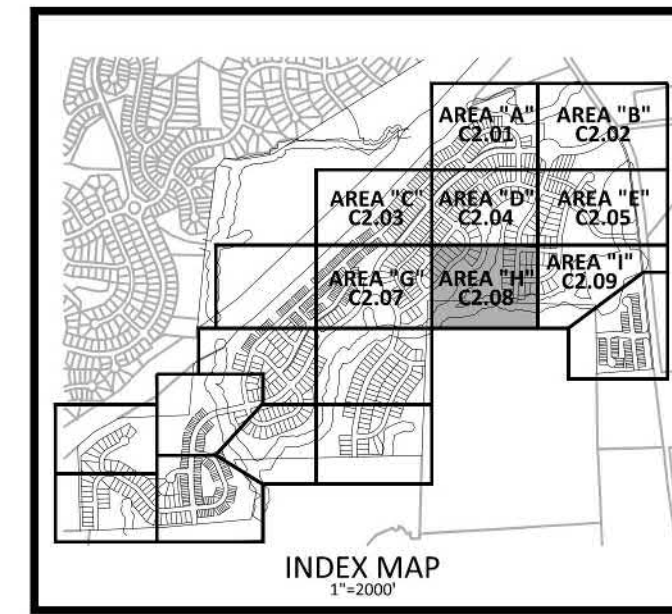 AREA "A"
C2.01
AREA "B"
C2.02
AREA "C"
C2.03
AREA "D"
C2.04
AREA "E"
C2.05
AREA "G"
C2.07
AREA "H"
C2.08
AREA "I"
C2.09
INDEX MAP
1"=2000'